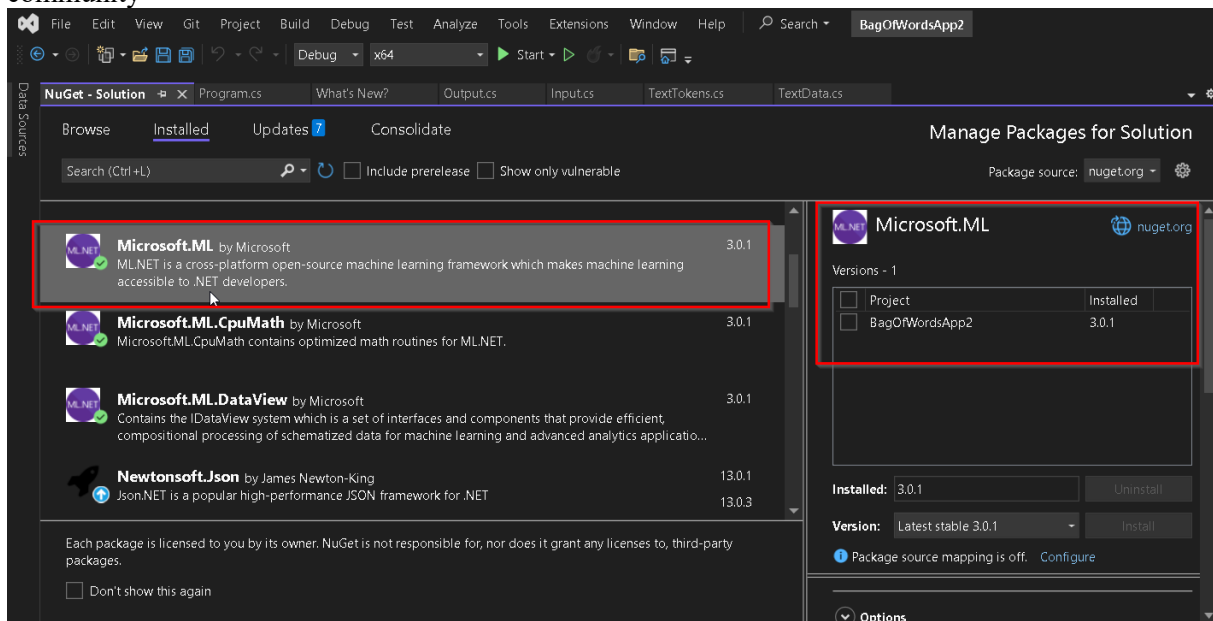 community
File Edit View Git Project Build Debug Test Analyze Tools Extensions Window Help Search BagOfWordsApp2
Debug x64 Start
Data Sources
NuGet - Solution Program.cs What's New? Output.cs Input.cs TextTokens.cs TextData.cs
Browse Installed Updates 7 Consolidate
Manage Packages for Solution
Search (Ctrl+L) Include prerelease Show only vulnerable
Package source: nuget.org
ML.NET Microsoft.ML by Microsoft 3.0.1
ML.NET is a cross-platform open-source machine learning framework which makes machine learning
accessible to .NET developers.
ML.NET Microsoft.ML.CpuMath by Microsoft 3.0.1
Microsoft.ML.CpuMath contains optimized math routines for ML.NET.
ML.NET Microsoft.ML.DataView by Microsoft 3.0.1
Contains the IDataView system which is a set of interfaces and components that provide efficient,
compositional processing of schematized data for machine learning and advanced analytics applicatio...
Newtonsoft.Json by James Newton-King 13.0.1
Json.NET is a popular high-performance JSON framework for .NET
13.0.3
Each package is licensed to you by its owner. NuGet is not responsible for, nor does it grant any licenses to, third-party
packages.
Don't show this again
ML.NET Microsoft.ML nuget.org
Versions - 1
Project Installed
BagOfWordsApp2 3.0.1
Installed: 3.0.1 Uninstall
Version: Latest stable 3.0.1 Install
Package source mapping is off. Configure
Options